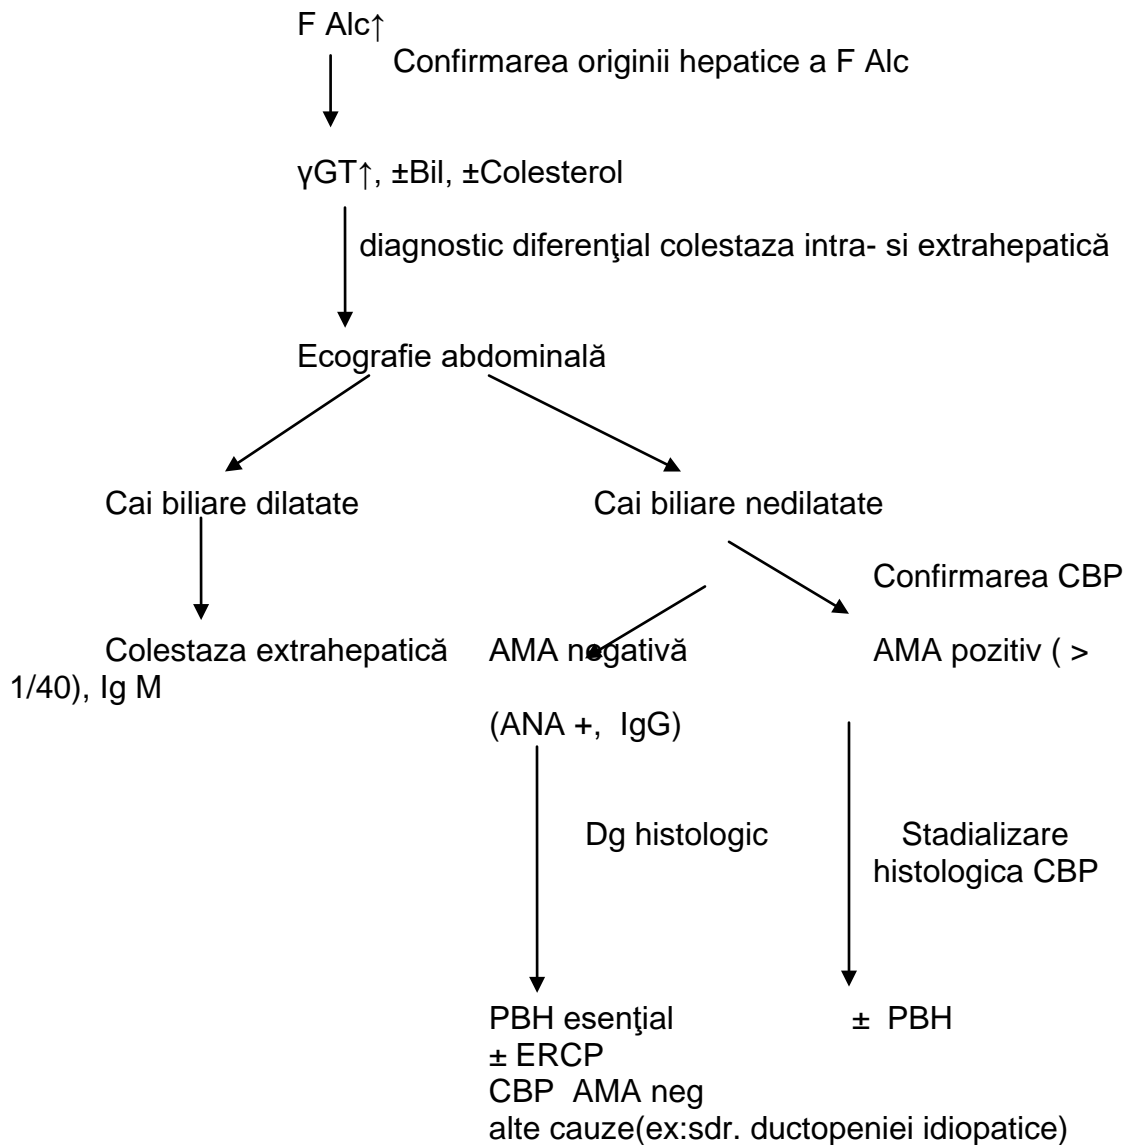 F Alc↑
Confirmarea originii hepatice a F Alc
γGT↑, ±Bil, ±Colesterol
diagnostic diferenţial colestaza intra- si extrahepatică
Ecografie abdominală
Cai biliare dilatate
Cai biliare nedilatate
Confirmarea CBP
Colestaza extrahepatică
AMA negativă
AMA pozitiv ( >
1/40), Ig M
(ANA +, IgG)
Dg histologic
Stadializare
histologica CBP
PBH esenţial
± PBH
± ERCP
CBP AMA neg
alte cauze(ex:sdr. ductopeniei idiopatice)